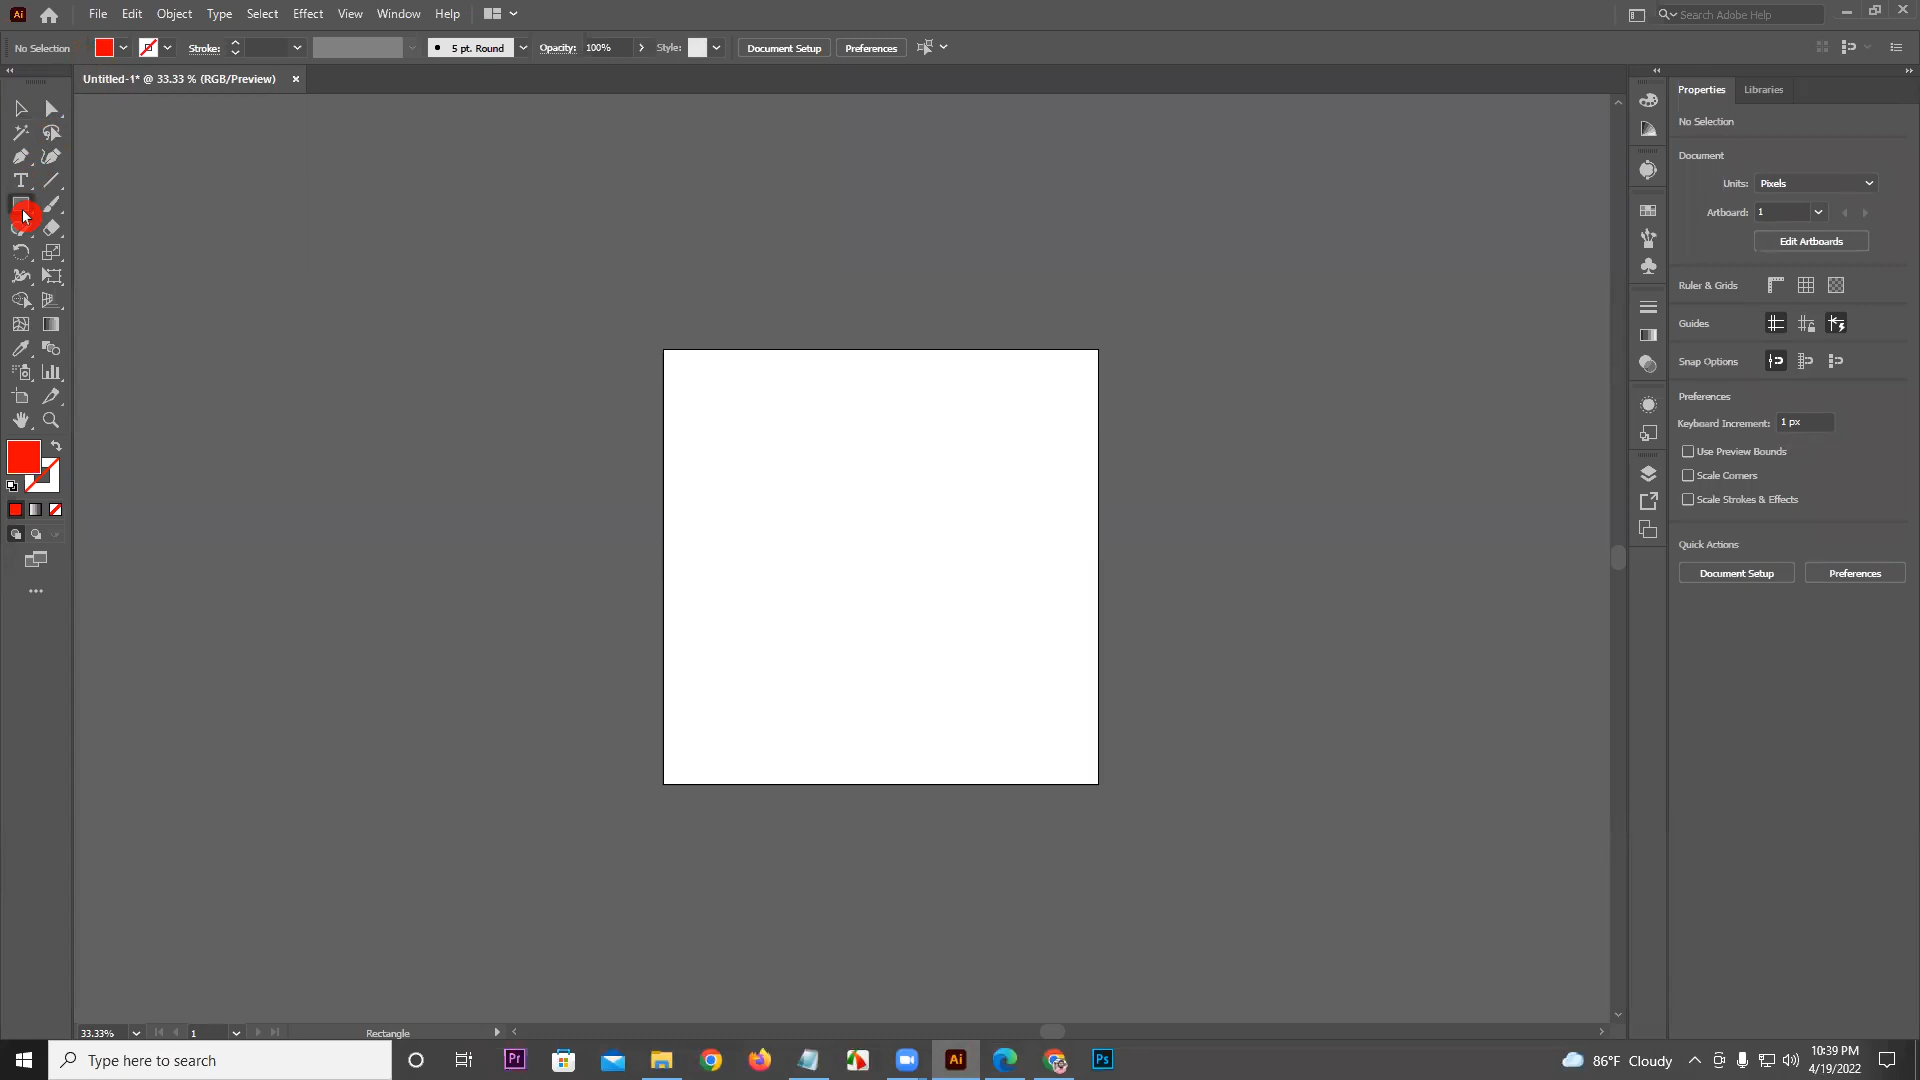 Ai File Edit Object Type Select Effect View Window Help Search Adobe Help
No Selection Stroke: 5 pt. Round Opacity: 100% Style: Document Setup Preferences
Untitled-1* @ 33.33 % (RGB/Preview) ×
Properties Libraries
No Selection
Document
Units: Pixels
Artboard: 1
Edit Artboards
Ruler & Grids
Guides
Snap Options
Preferences
Keyboard Increment: 1 px
Use Preview Bounds
Scale Corners
Scale Strokes & Effects
Quick Actions
Document Setup Preferences
33.33% 1 Rectangle
Type here to search Pr Ai Ps 86°F Cloudy 10:39 PM
4/19/2022